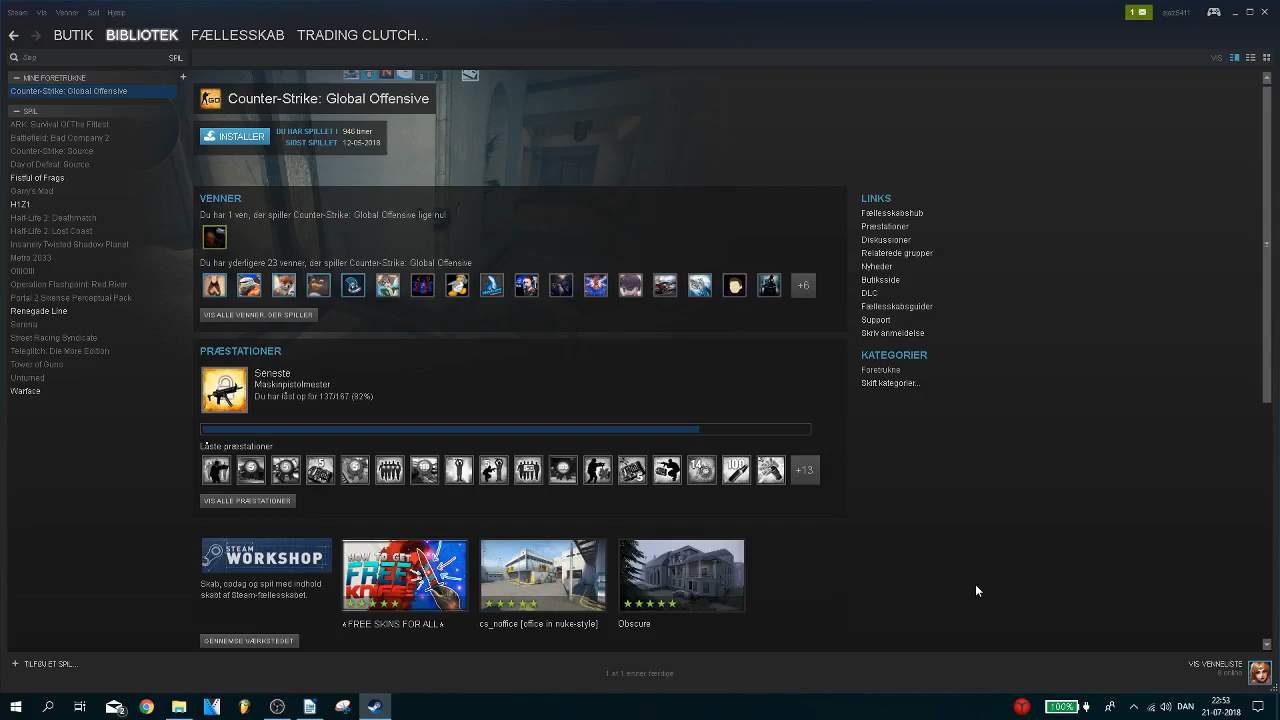 Steam Vis Venner Spil Hjælp
1
ejoz5411
BUTIK BIBLIOTEK FÆLLESSKAB TRADING CLUTCH...
Søg
SPIL
VIS
MINE FORETRUKNE
Counter-Strike: Global Offensive
SPIL
ARK: Survival Of The Fittest
Battlefield: Bad Company 2
Counter-Strike: Source
Day of Defeat: Source
Fistful of Frags
Garry's Mod
H1Z1
Half-Life 2: Deathmatch
Half-Life 2: Lost Coast
Insanely Twisted Shadow Planet
Metro 2033
OlliOlli
Operation Flashpoint: Red River
Portal 2 Sixense Perceptual Pack
Renegade Line
Serena
Street Racing Syndicate
Teleglitch: Die More Edition
Tower of Guns
Unturned
Warface
TILFØJ ET SPIL...
Counter-Strike: Global Offensive
INSTALLER
DU HAR SPILLET I 946 timer
SIDST SPILLET 12-05-2018
VENNER
Du har 1 ven, der spiller Counter-Strike: Global Offensive lige nu!
Du har yderligere 23 venner, der spiller Counter-Strike: Global Offensive
+6
VIS ALLE VENNER, DER SPILLER
PRÆSTATIONER
Seneste
Maskinpistolmester
Du har låst op for 137/167 (82%)
Låste præstationer
+13
VIS ALLE PRÆSTATIONER
STEAM
WORKSHOP
Skab, opdag og spil med indhold
skabt af Steam-fællesskabet.
GENNEMSE VÆRKSTEDET
HOW TO GET
FREE
KNIFES
★FREE SKINS FOR ALL★
cs_noffice [office in nuke-style]
Obscure
LINKS
Fællesskabshub
Præstationer
Diskussioner
Relaterede grupper
Nyheder
Butiksside
DLC
Fællesskabsguider
Support
Skriv anmeldelse
KATEGORIER
Foretrukne
Skift kategorier...
1 af 1 emner færdige
VIS VENNELISTE
8 online
100%
DAN
22:53
21-07-2018